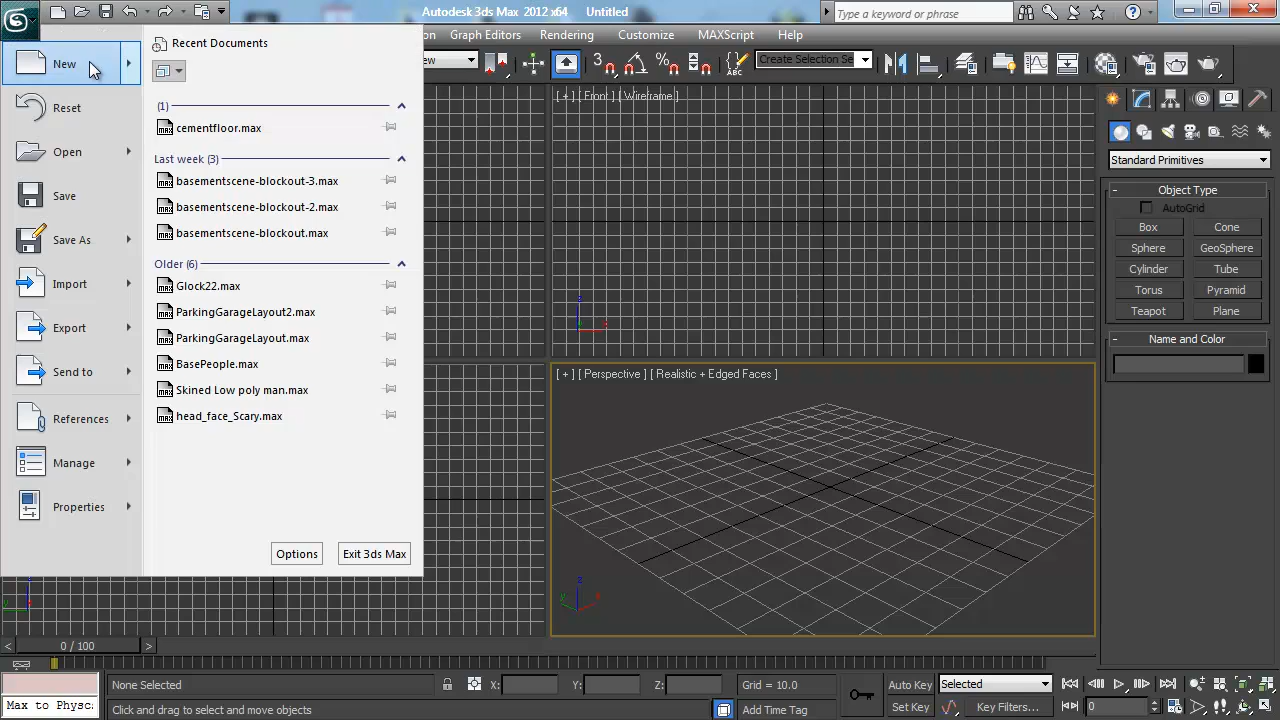 Autodesk 3ds Max 2012 x64 Untitled
Type a keyword or phrase
Graph Editors Rendering Customize MAXScript Help
Create Selection Se
Recent Documents
(1)
cementfloor.max
Last week (3)
basementscene-blockout-3.max
basementscene-blockout-2.max
basementscene-blockout.max
Older (6)
Glock22.max
ParkingGarageLayout2.max
ParkingGarageLayout.max
BasePeople.max
Skined Low poly man.max
head_face_Scary.max
Options Exit 3ds Max
New
Reset
Open
Save
Save As
Import
Export
Send to
References
Manage
Properties
[ + ] [ Front ] [ Wireframe ]
[ + ] [ Perspective ] [ Realistic + Edged Faces ]
Standard Primitives
- Object Type
AutoGrid
Box Cone
Sphere GeoSphere
Cylinder Tube
Torus Pyramid
Teapot Plane
- Name and Color
< 0 / 100 >
None Selected X: Y: Z: Grid = 10.0 Auto Key Selected
Max to Physc
Click and drag to select and move objects Add Time Tag Set Key Key Filters... 0